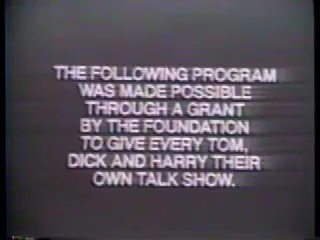 THE FOLLOWING PROGRAM
WAS MADE POSSIBLE
THROUGH A GRANT
BY THE FOUNDATION
TO GIVE EVERY TOM,
DICK AND HARRY THEIR
OWN TALK SHOW.